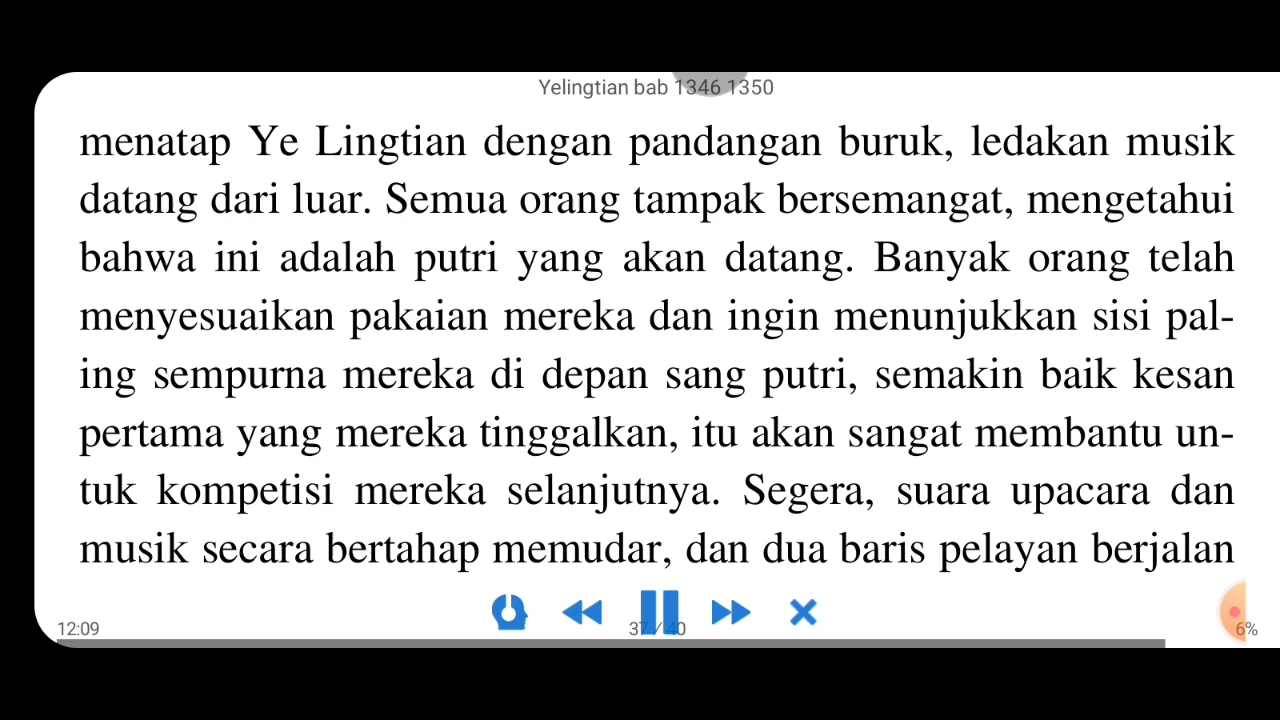 Yelingtian bab 1346 1350
menatap Ye Lingtian dengan pandangan buruk, ledakan musik
datang dari luar. Semua orang tampak bersemangat, mengetahui
bahwa ini adalah putri yang akan datang. Banyak orang telah
menyesuaikan pakaian mereka dan ingin menunjukkan sisi pal-
ing sempurna mereka di depan sang putri, semakin baik kesan
pertama yang mereka tinggalkan, itu akan sangat membantu un-
tuk kompetisi mereka selanjutnya. Segera, suara upacara dan
musik secara bertahap memudar, dan dua baris pelayan berjalan
12:09
37 / 40
6%